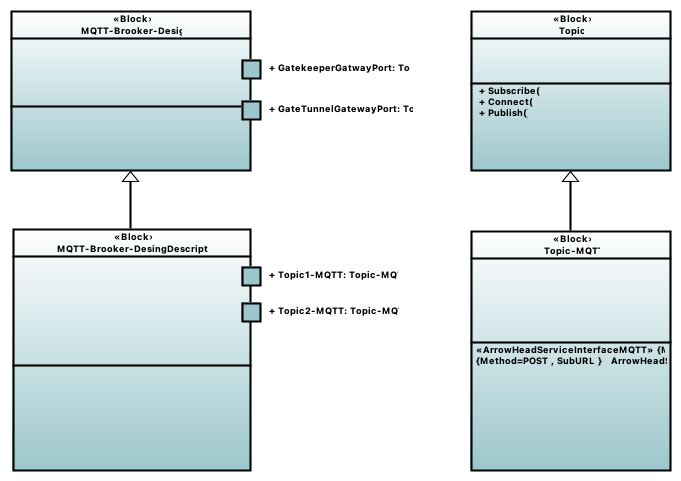 «Block›
MQTT-Brooker-Desig
+ GatekeeperGatwayPort: To
+ GateTunnelGatewayPort: To
«Block›
Topic
+ Subscribe(
+ Connect(
+ Publish(
«Block›
MQTT-Brooker-DesingDescript
+ Topic1-MQTT: Topic-MQ
+ Topic2-MQTT: Topic-MQ
«Block›
Topic-MQT
«ArrowHeadServiceInterfaceMQTT» {M
{Method=POST , SubURL } ArrowHeadS